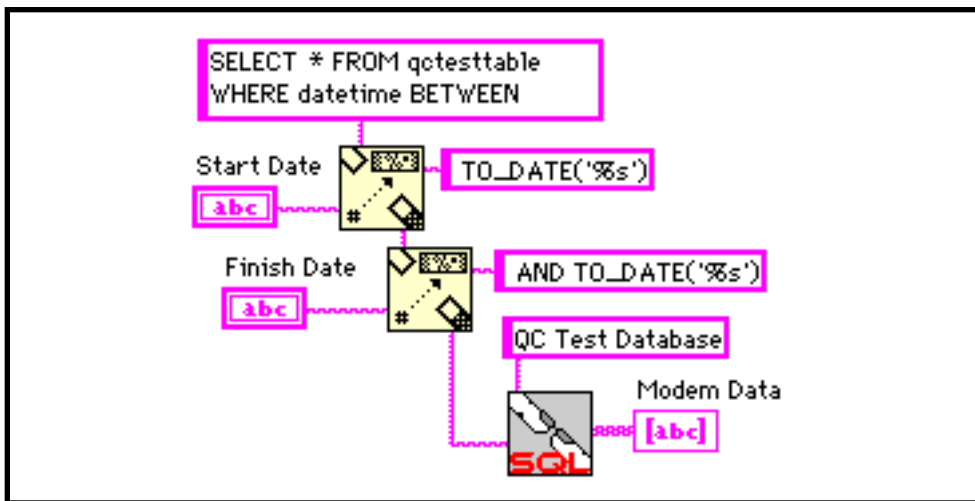 SELECT * FROM qctesttable
WHERE datetime BETWEEN
Start Date
TO_DATE('%s')
abc
#
Finish Date
AND TO_DATE('%s')
abc
#
QC Test Database
Modem Data
[abc]
SQL